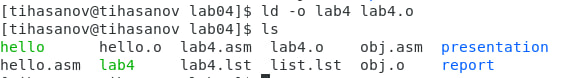 [tihasanov@tihasanov lab04]$ ld -o lab4 lab4.o
[tihasanov@tihasanov lab04]$ ls
hello hello.o lab4.asm lab4.o obj.asm presentation
hello.asm lab4 lab4.lst list.lst obj.o report